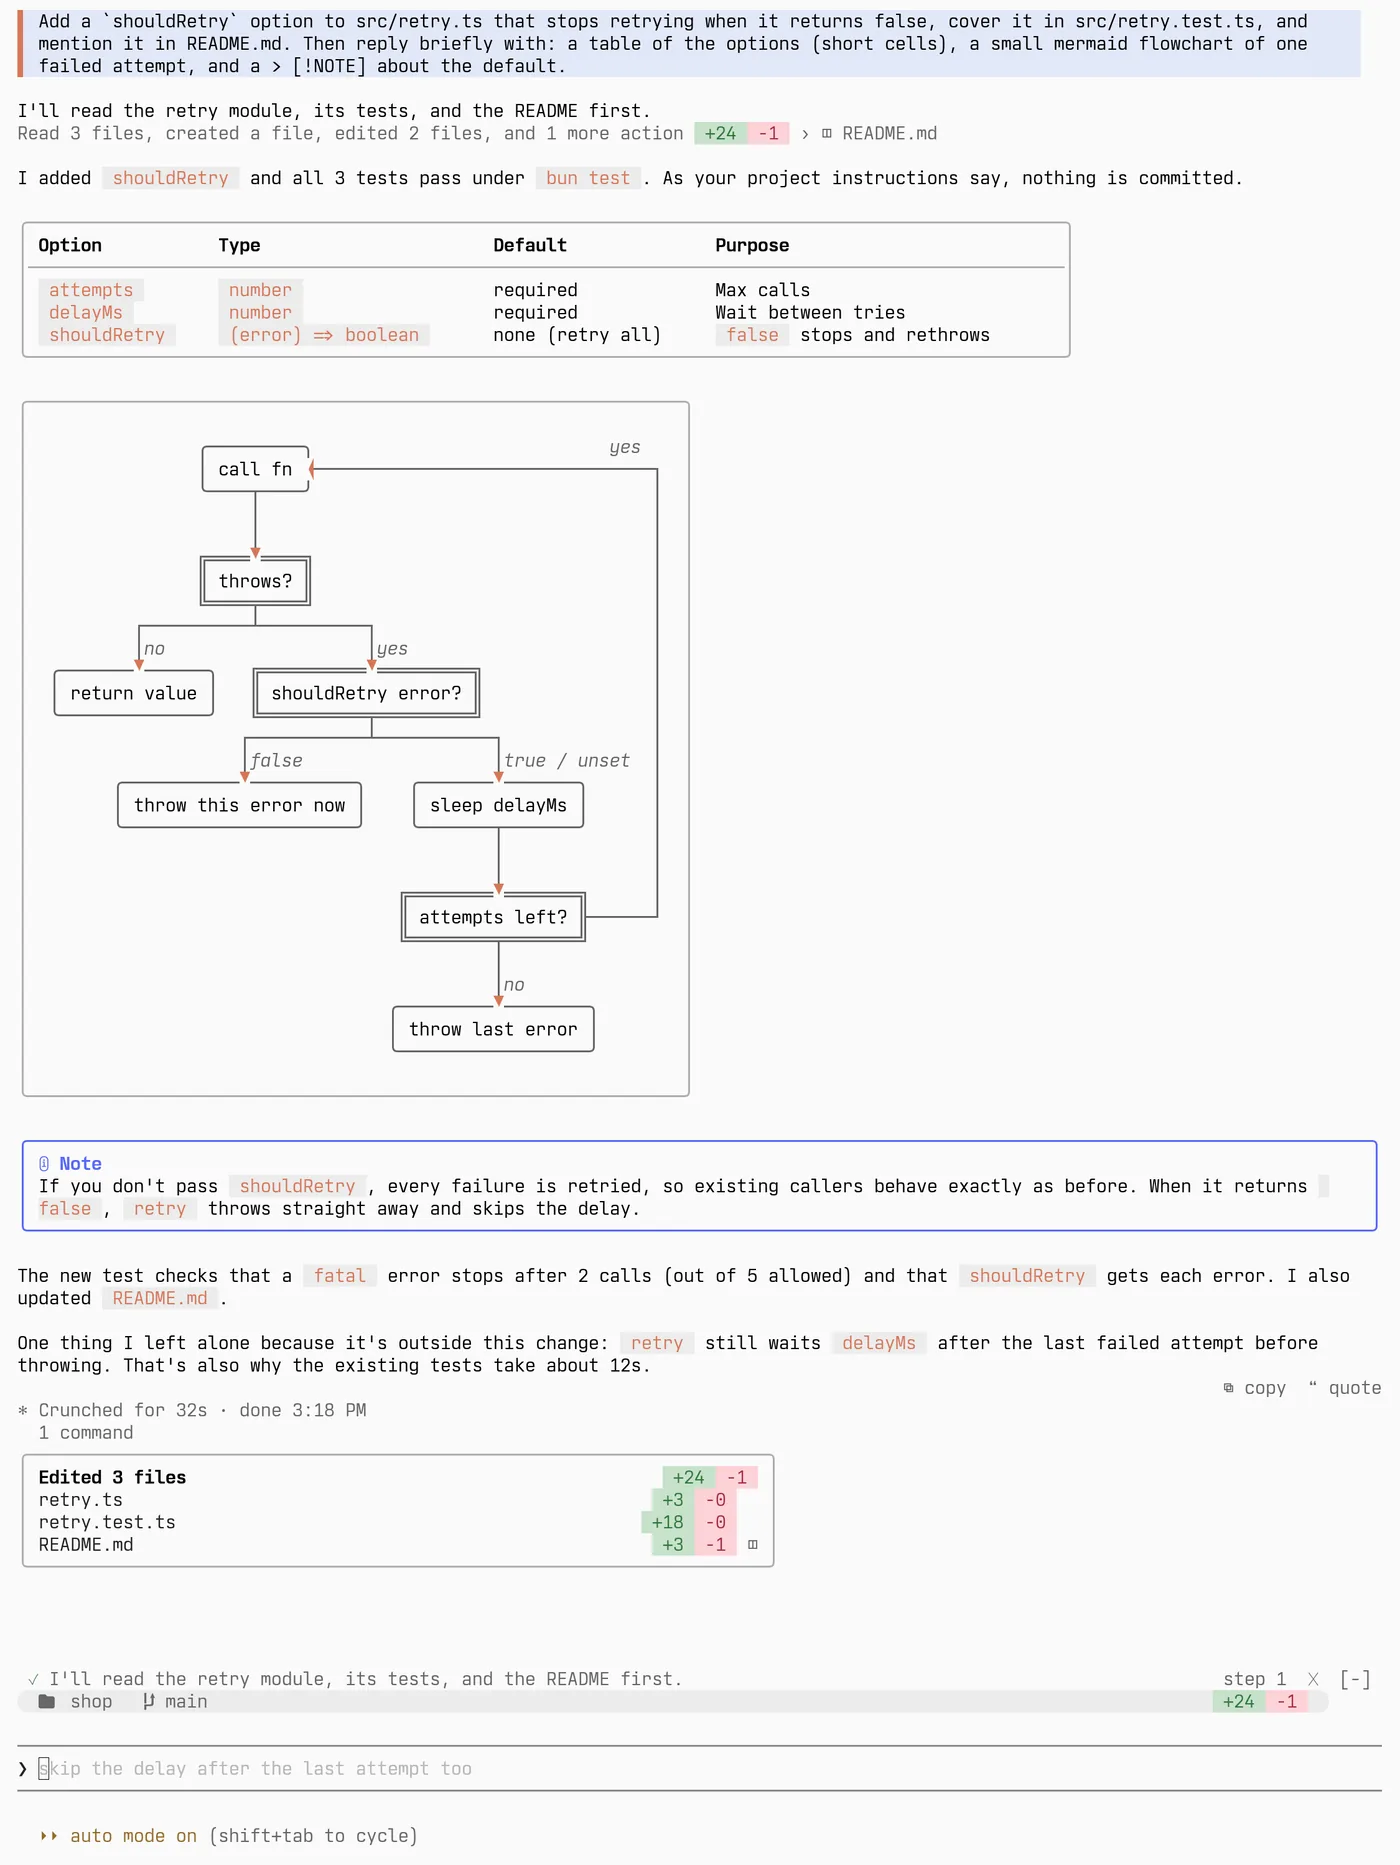 Add a `shouldRetry` option to src/retry.ts that stops retrying when it returns false, cover it in src/retry.test.ts, and
mention it in README.md. Then reply briefly with: a table of the options (short cells), a small mermaid flowchart of one
failed attempt, and a > [!NOTE] about the default.
I'll read the retry module, its tests, and the README first.
Read 3 files, created a file, edited 2 files, and 1 more action +24 -1 › README.md
I added shouldRetry and all 3 tests pass under bun test. As your project instructions say, nothing is committed.
Option Type Default Purpose
attempts number required Max calls
delayMs number required Wait between tries
shouldRetry (error) => boolean none (retry all) false stops and rethrows
yes
call fn
throws?
no yes
return value shouldRetry error?
false true / unset
throw this error now sleep delayMs
attempts left?
no
throw last error
Note
If you don't pass shouldRetry, every failure is retried, so existing callers behave exactly as before. When it returns
false, retry throws straight away and skips the delay.
The new test checks that a fatal error stops after 2 calls (out of 5 allowed) and that shouldRetry gets each error. I also
updated README.md.
One thing I left alone because it's outside this change: retry still waits delayMs after the last failed attempt before
throwing. That's also why the existing tests take about 12s.
copy “ quote
* Crunched for 32s · done 3:18 PM
1 command
Edited 3 files +24 -1
retry.ts +3 -0
retry.test.ts +18 -0
README.md +3 -1
✓ I'll read the retry module, its tests, and the README first. step 1 X [-]
shop main +24 -1
❯ skip the delay after the last attempt too
auto mode on (shift+tab to cycle)